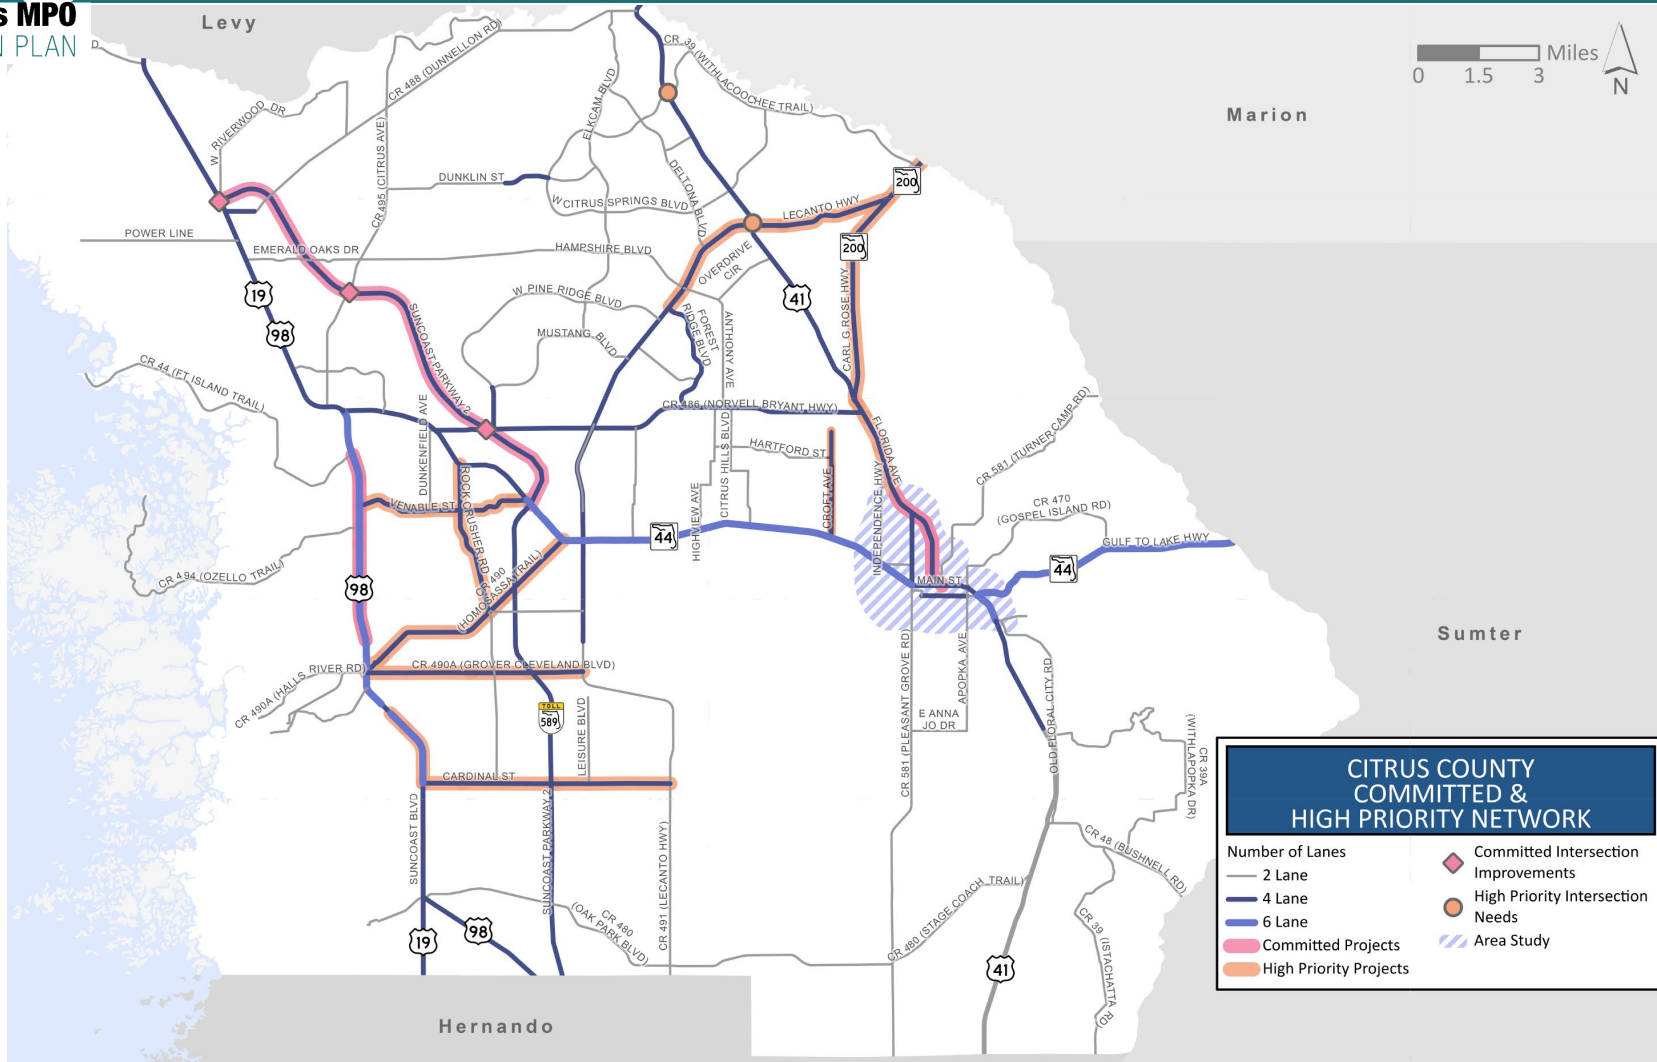 s MPO
N PLAN
D
Levy
Marion
Sumter
Hernando
Miles
0 1.5 3
N
CR 39 (WITHLACOOCHEE TRAIL)
CR 488 (DUNNELLON RD)
W RIVERWOOD DR
ELKCAM BLVD
CR 495 (CITRUS AVE)
DUNKLIN ST
DELTONA BLVD
W CITRUS SPRINGS BLVD
LECANTO HWY
200
200
POWER LINE
EMERALD OAKS DR
HAMPSHIRE BLVD
OVERDRIVE CIR
19
98
41
W PINE RIDGE BLVD
SUNCOAST PARKWAY 2
MUSTANG BLVD
FOREST RIDGE BLVD
ANTHONY AVE
CARL G ROSE HWY
CR 44 (FT ISLAND TRAIL)
DUNKENFIELD AVE
CR 486 (NORVELL BRYANT HWY)
FLORIDA AVE
CR 581 (TURNER CAMP RD)
HARTFORD ST
CITRUS HILLS BLVD
CROFT AVE
INDEPENDENCE HWY
HIGHVIEW AVE
ROCK CRUSHER RD
VENABLE ST
CR 470
(GOSPEL ISLAND RD)
GULF TO LAKE HWY
44
44
CR 494 (OZELLO TRAIL)
98
CR 490
(HOMOSASSA TRAIL)
MAIN ST
CR 490A (HALLS RIVER RD)
CR 490A (GROVER CLEVELAND BLVD)
TOLL
589
LEISURE BLVD
CR 581 (PLEASANT GROVE RD)
APOPKA AVE
E ANNA
JO DR
OLD FLORAL CITY RD
CR 39A
(WITHLAPOPKA DR)
CARDINAL ST
SUNCOAST BLVD
SUNCOAST PARKWAY 2
CR 491 (LECANTO HWY)
CR 48 (BUSHNELL RD)
CR 480 (STAGE COACH TRAIL)
CR 480
(OAK PARK BLVD)
CR 39 (ISTACHATTA RD)
19
98
41
CITRUS COUNTY
COMMITTED &
HIGH PRIORITY NETWORK
Number of Lanes
2 Lane
4 Lane
6 Lane
Committed Projects
High Priority Projects
Committed Intersection
Improvements
High Priority Intersection
Needs
Area Study